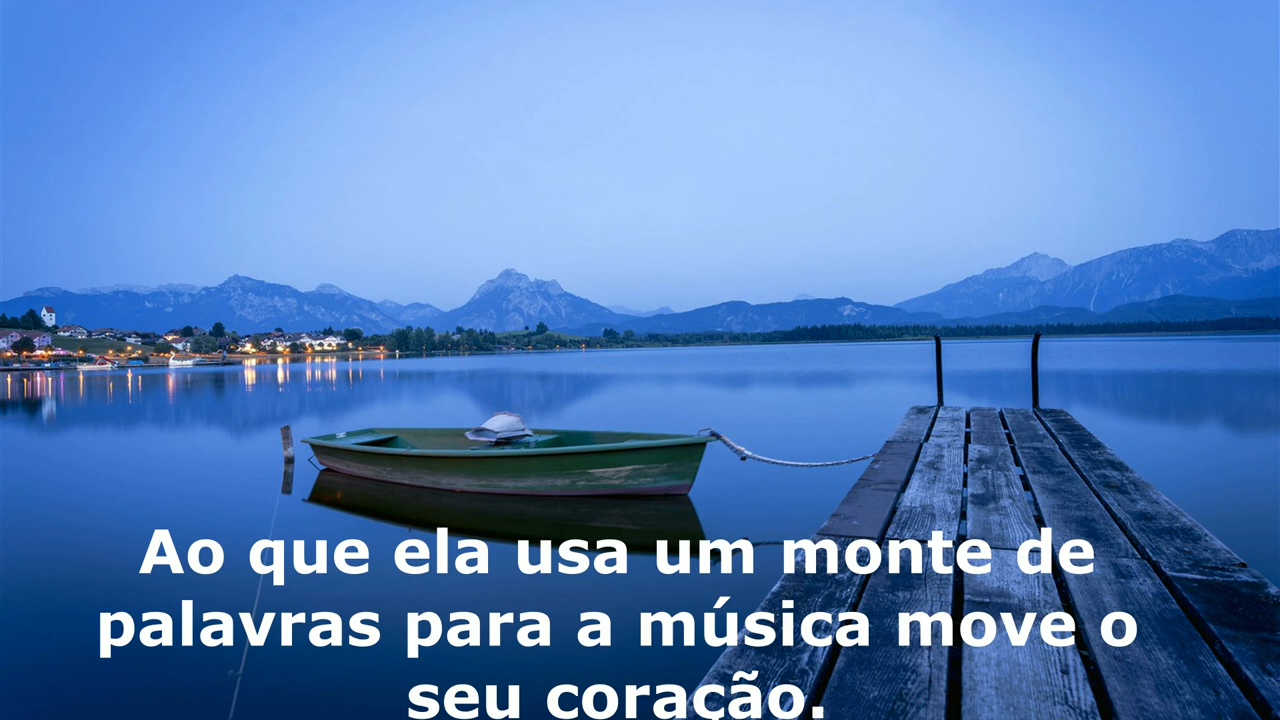 Ao que ela usa um monte de
palavras para a música move o
seu coração.